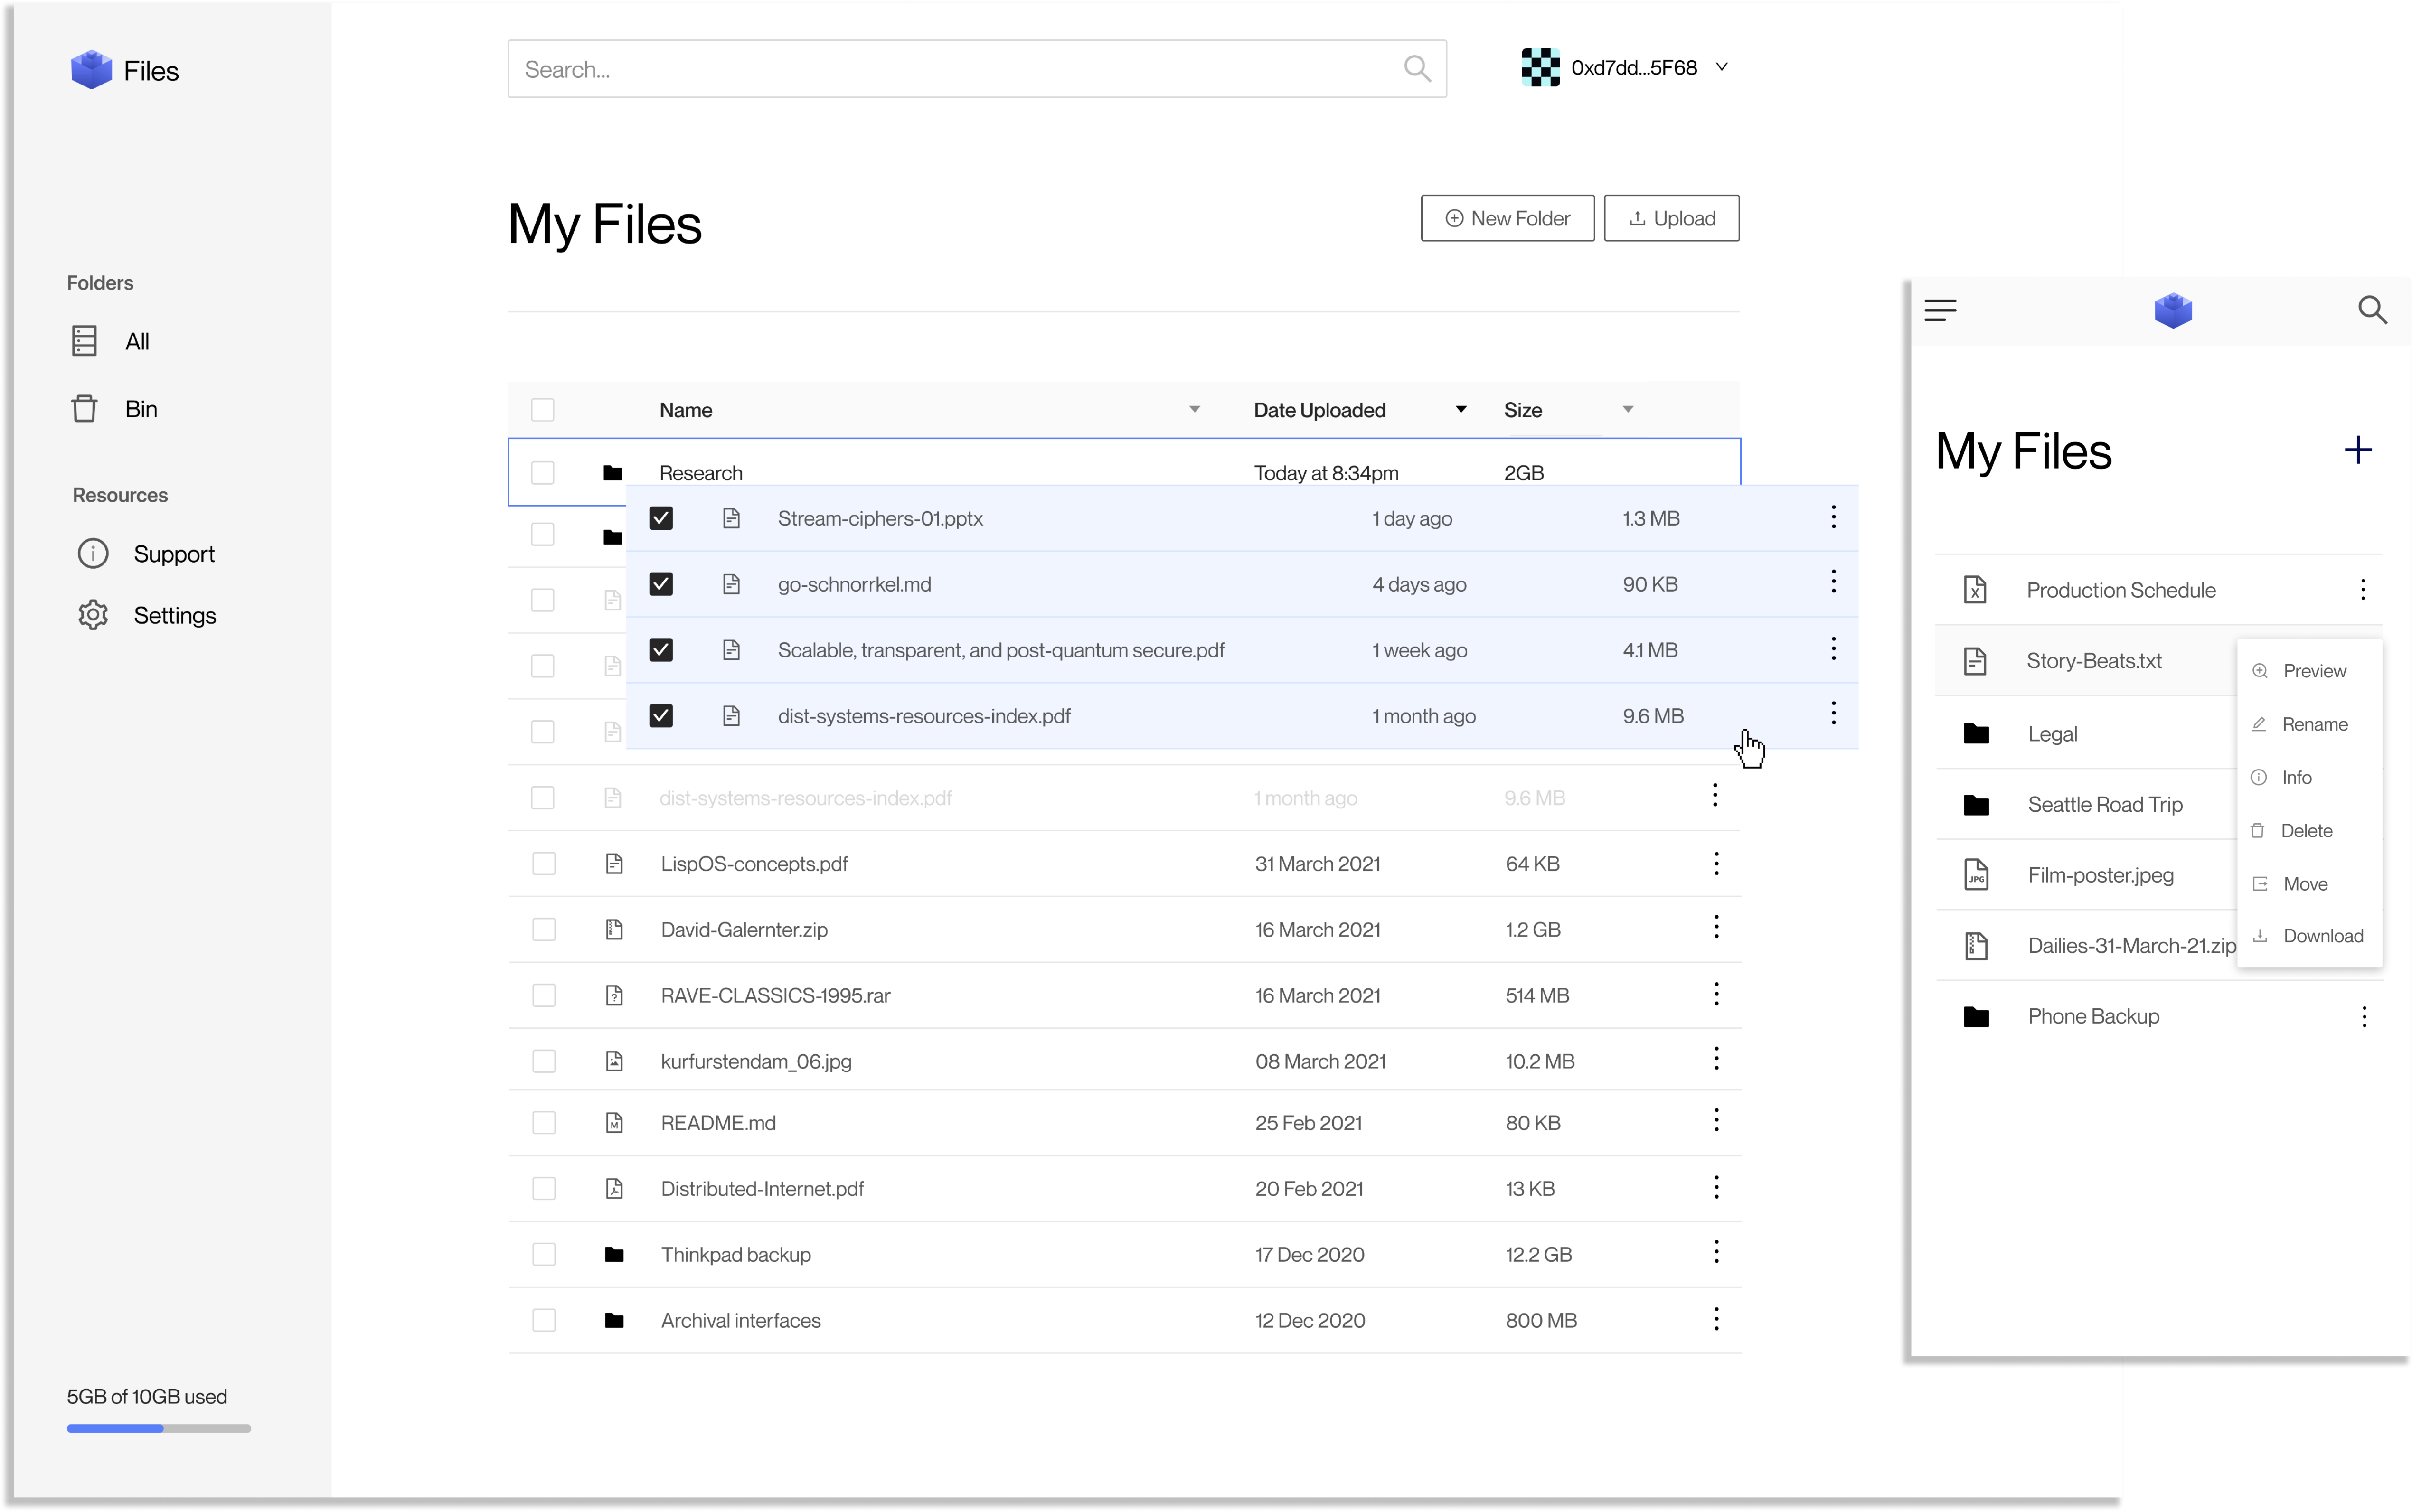 Files
Search...
0xd7dd...5F68
My Files
New Folder
Upload
Folders
All
Bin
Resources
Support
Settings
5GB of 10GB used
Name Date Uploaded Size
Research Today at 8:34pm 2GB
Stream-ciphers-01.pptx 1 day ago 1.3 MB
go-schnorrkel.md 4 days ago 90 KB
Scalable, transparent, and post-quantum secure.pdf 1 week ago 4.1 MB
dist-systems-resources-index.pdf 1 month ago 9.6 MB
dist-systems-resources-index.pdf 1 month ago 9.6 MB
LispOS-concepts.pdf 31 March 2021 64 KB
David-Galernter.zip 16 March 2021 1.2 GB
RAVE-CLASSICS-1995.rar 16 March 2021 514 MB
kurfurstendam_06.jpg 08 March 2021 10.2 MB
README.md 25 Feb 2021 80 KB
Distributed-Internet.pdf 20 Feb 2021 13 KB
Thinkpad backup 17 Dec 2020 12.2 GB
Archival interfaces 12 Dec 2020 800 MB
My Files
Production Schedule
Story-Beats.txt
Legal
Seattle Road Trip
JPG
Film-poster.jpeg
Dailies-31-March-21.zip
Phone Backup
Preview
Rename
Info
Delete
Move
Download